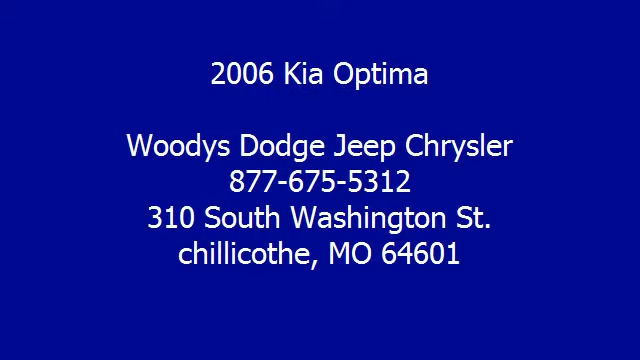 2006 Kia Optima
Woodys Dodge Jeep Chrysler
877-675-5312
310 South Washington St.
chillicothe, MO 64601